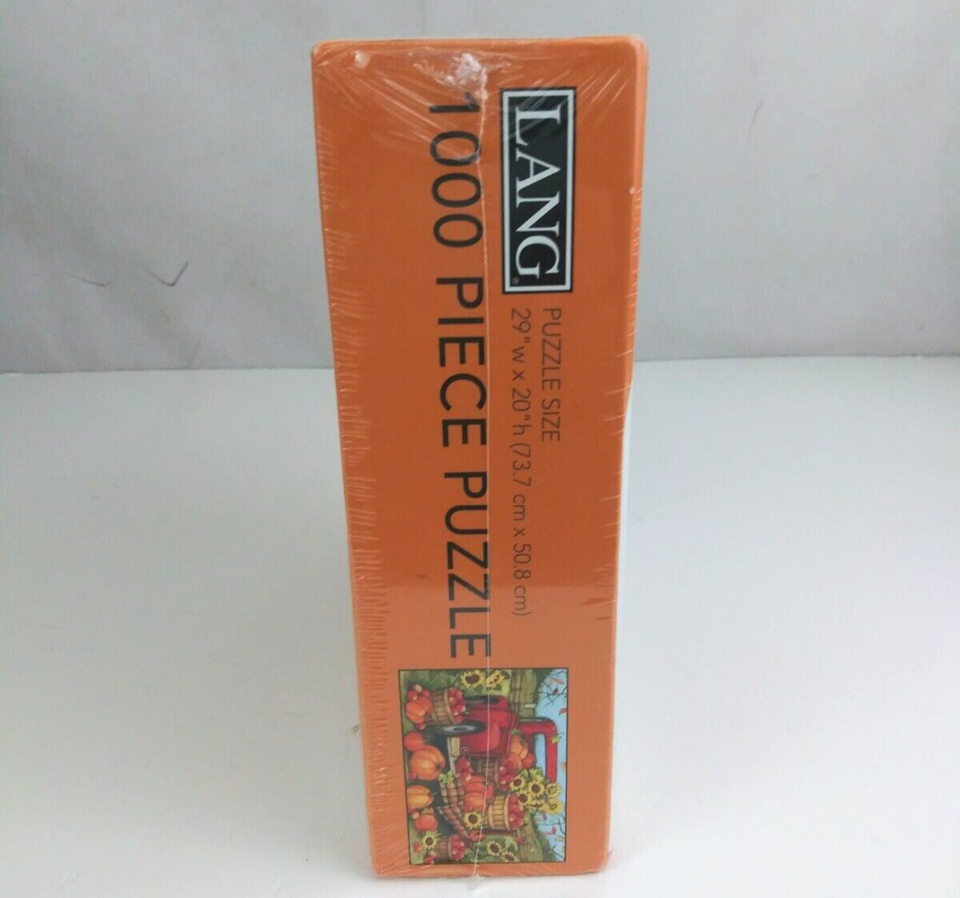 LANG®
PUZZLE SIZE
29"w x 20"h (73.7 cm x 50.8 cm)
1000 PIECE PUZZLE